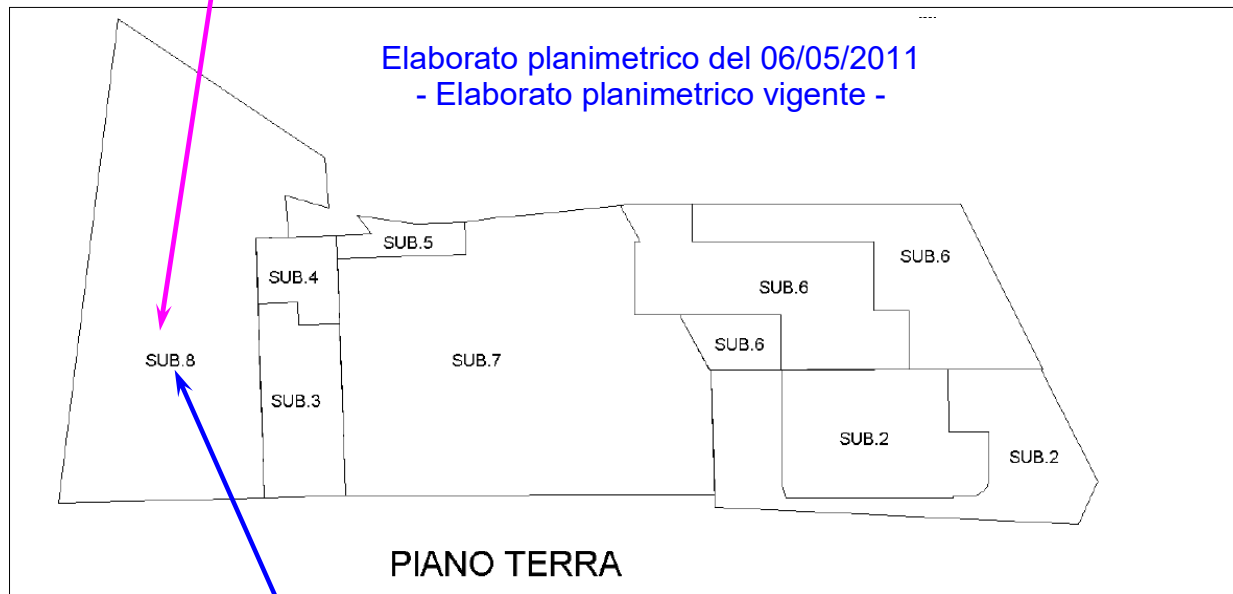 Elaborato planimetrico del 06/05/2011
- Elaborato planimetrico vigente -
SUB.5
SUB.4
SUB.6
SUB.6
SUB.6
SUB.8
SUB.7
SUB.3
SUB.2
SUB.2
PIANO TERRA